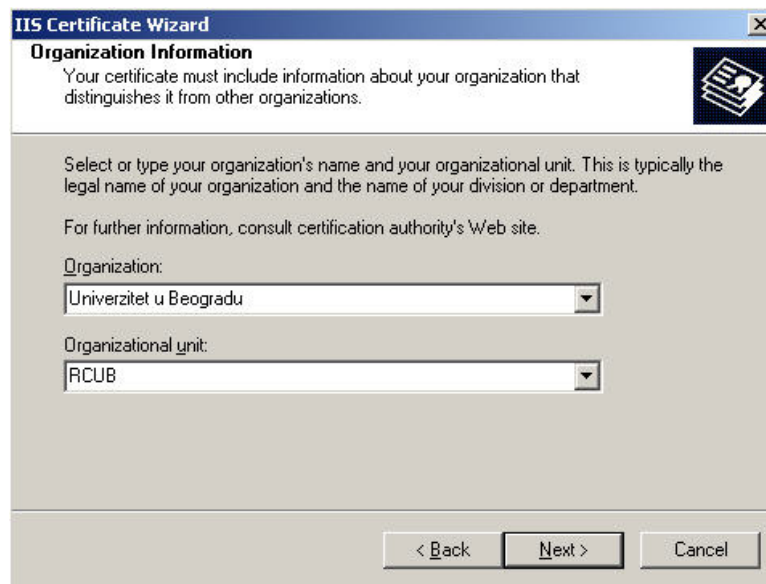 IIS Certificate Wizard
Organization Information
Your certificate must include information about your organization that
distinguishes it from other organizations.
Select or type your organization's name and your organizational unit. This is typically the
legal name of your organization and the name of your division or department.
For further information, consult certification authority's Web site.
Organization:
Univerzitet u Beogradu
Organizational unit:
RCUB
< Back Next > Cancel